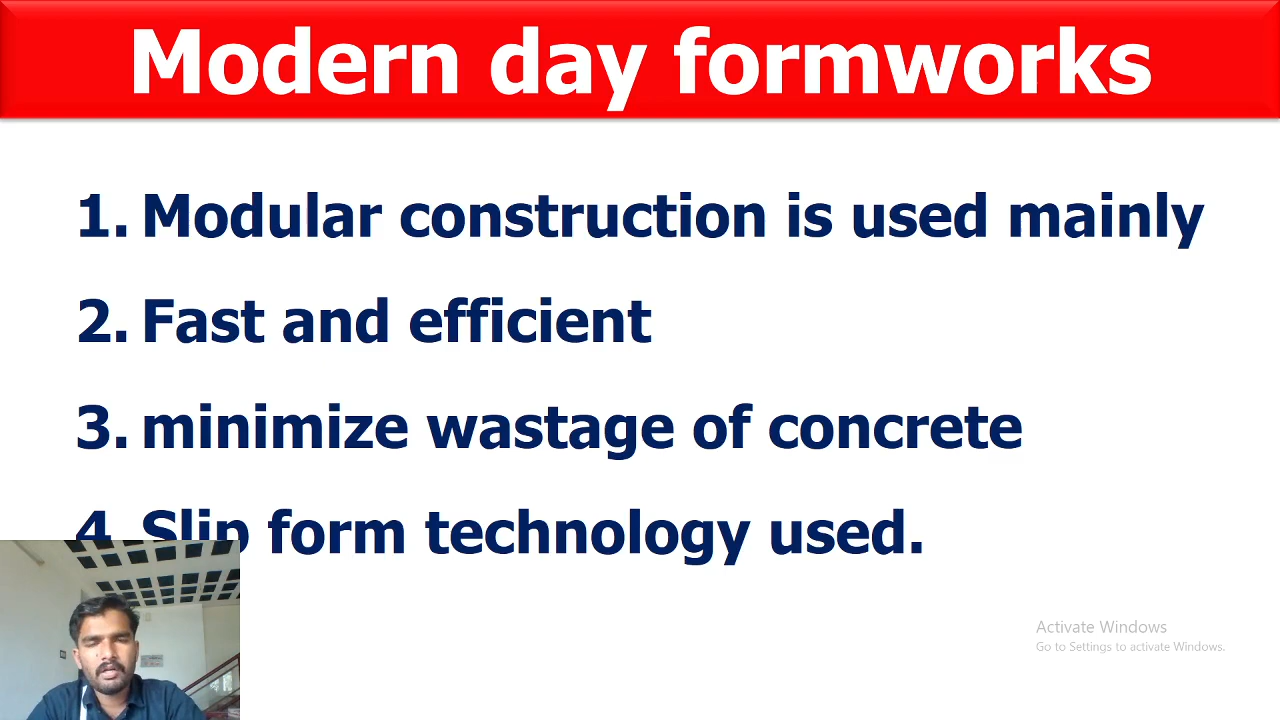 Modern day formworks
1. Modular construction is used mainly
2. Fast and efficient
3. minimize wastage of concrete
4. Slip form technology used.
Activate Windows
Go to Settings to activate Windows.